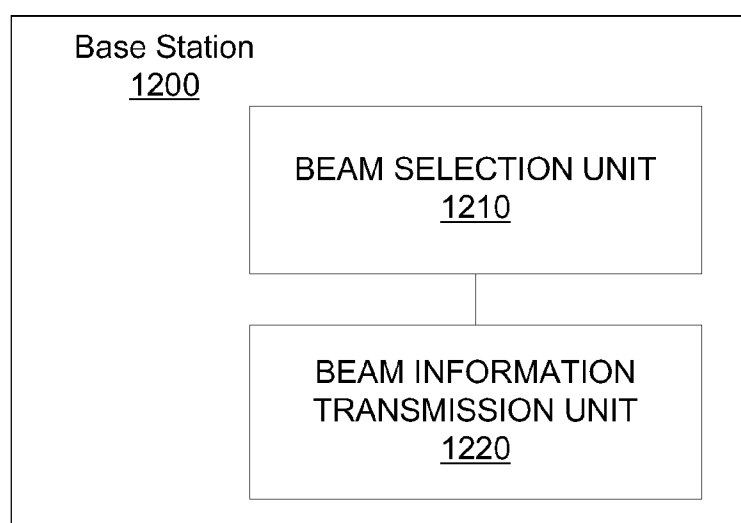 Base Station
1200
BEAM SELECTION UNIT
1210
BEAM INFORMATION
TRANSMISSION UNIT
1220